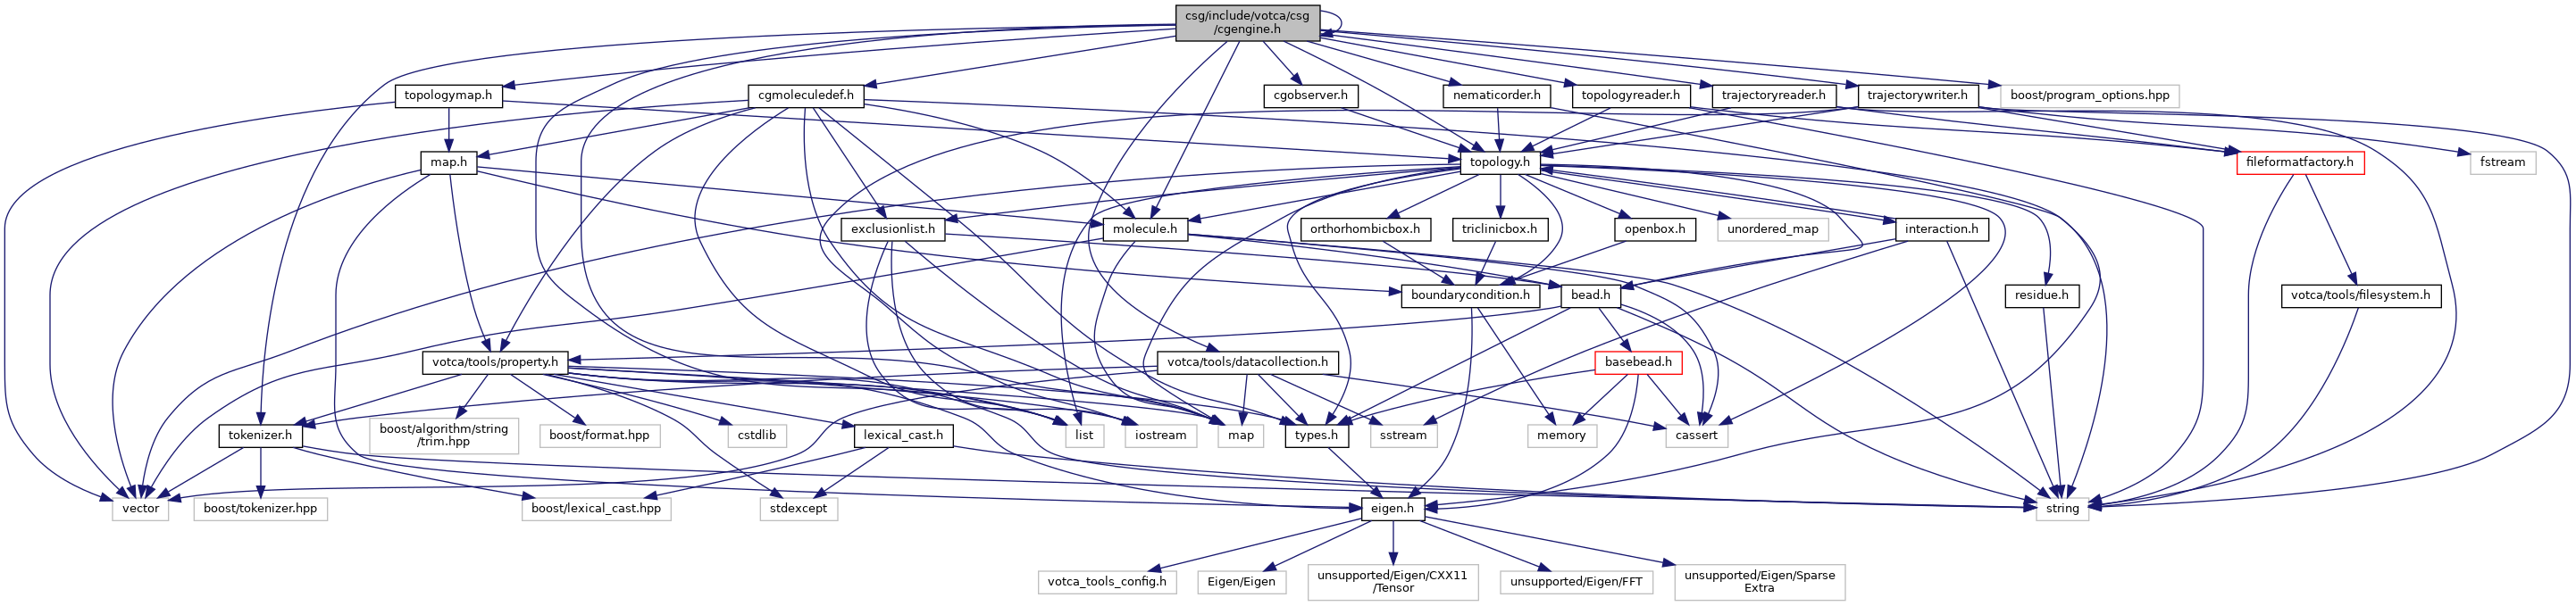 csg/include/votca/csg
/cgengine.h
topologymap.h
cgmoleculedef.h
cgobserver.h
nematicorder.h
topologyreader.h
trajectoryreader.h
trajectorywriter.h
boost/program_options.hpp
map.h
topology.h
fileformatfactory.h
fstream
exclusionlist.h
molecule.h
orthorhombicbox.h
triclinicbox.h
openbox.h
unordered_map
interaction.h
boundarycondition.h
bead.h
residue.h
votca/tools/filesystem.h
votca/tools/property.h
votca/tools/datacollection.h
basebead.h
tokenizer.h
boost/algorithm/string
/trim.hpp
boost/format.hpp
cstdlib
lexical_cast.h
list
iostream
map
types.h
sstream
memory
cassert
vector
boost/tokenizer.hpp
boost/lexical_cast.hpp
stdexcept
eigen.h
string
votca_tools_config.h
Eigen/Eigen
unsupported/Eigen/CXX11
/Tensor
unsupported/Eigen/FFT
unsupported/Eigen/Sparse
Extra